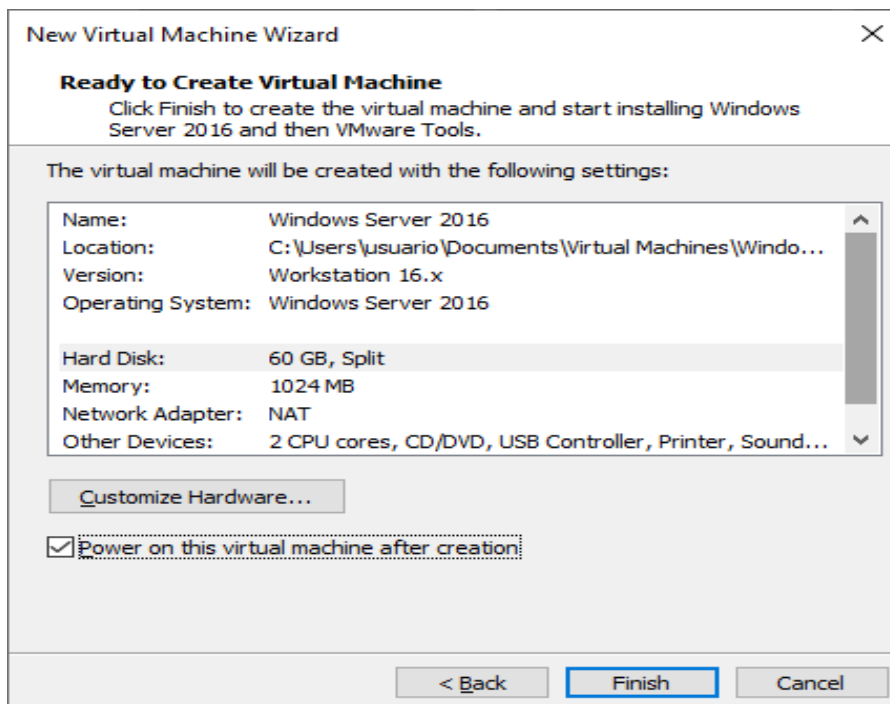 New Virtual Machine Wizard
Ready to Create Virtual Machine
Click Finish to create the virtual machine and start installing Windows
Server 2016 and then VMware Tools.
The virtual machine will be created with the following settings:
Name: Windows Server 2016
Location: C:\Users\usuario\Documents\Virtual Machines\Windo...
Version: Workstation 16.x
Operating System: Windows Server 2016
Hard Disk: 60 GB, Split
Memory: 1024 MB
Network Adapter: NAT
Other Devices: 2 CPU cores, CD/DVD, USB Controller, Printer, Sound...
Customize Hardware...
Power on this virtual machine after creation
< Back Finish Cancel